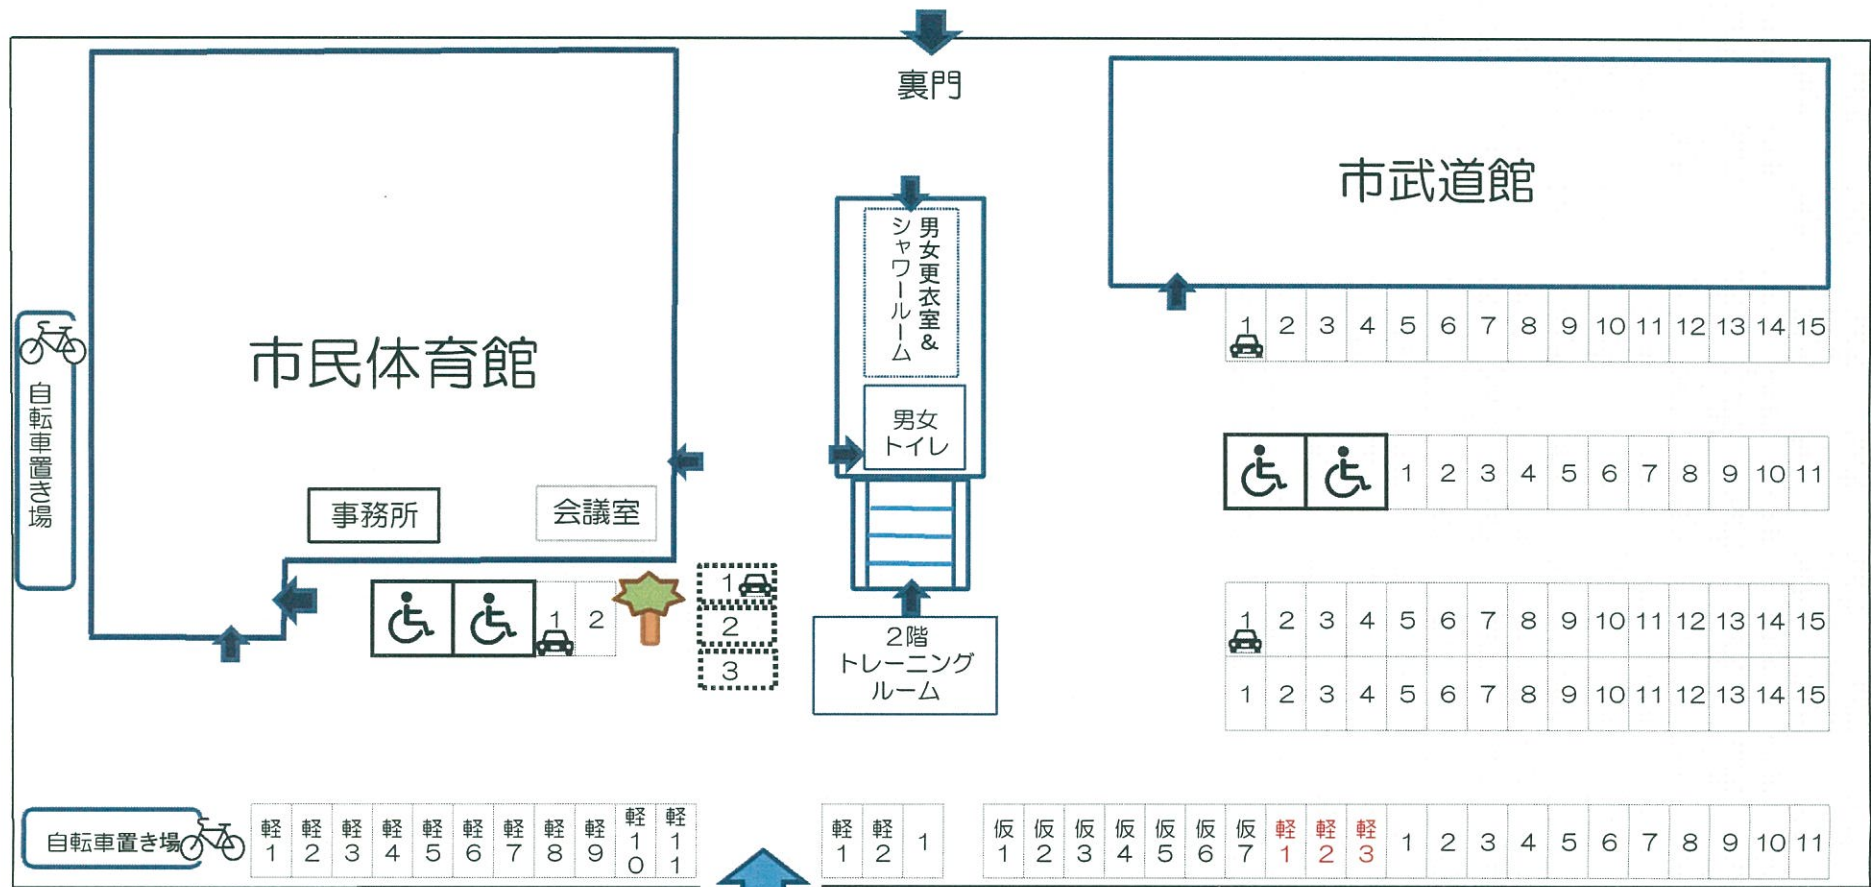 裏門
市民体育館
市武道館
男女更衣室&
シャワールーム
男女
トイレ
自転車置き場
事務所
会議室
1 2 3 4 5 6 7 8 9 10 11 12 13 14 15
1 2 3 4 5 6 7 8 9 10 11
1 2
1
2
3
2階
トレーニング
ルーム
1 2 3 4 5 6 7 8 9 10 11 12 13 14 15
1 2 3 4 5 6 7 8 9 10 11 12 13 14 15
自転車置き場
軽1 軽2 軽3 軽4 軽5 軽6 軽7 軽8 軽9 軽10 軽11
軽1 軽2 1
仮1 仮2 仮3 仮4 仮5 仮6 仮7 軽1 軽2 軽3 1 2 3 4 5 6 7 8 9 10 11